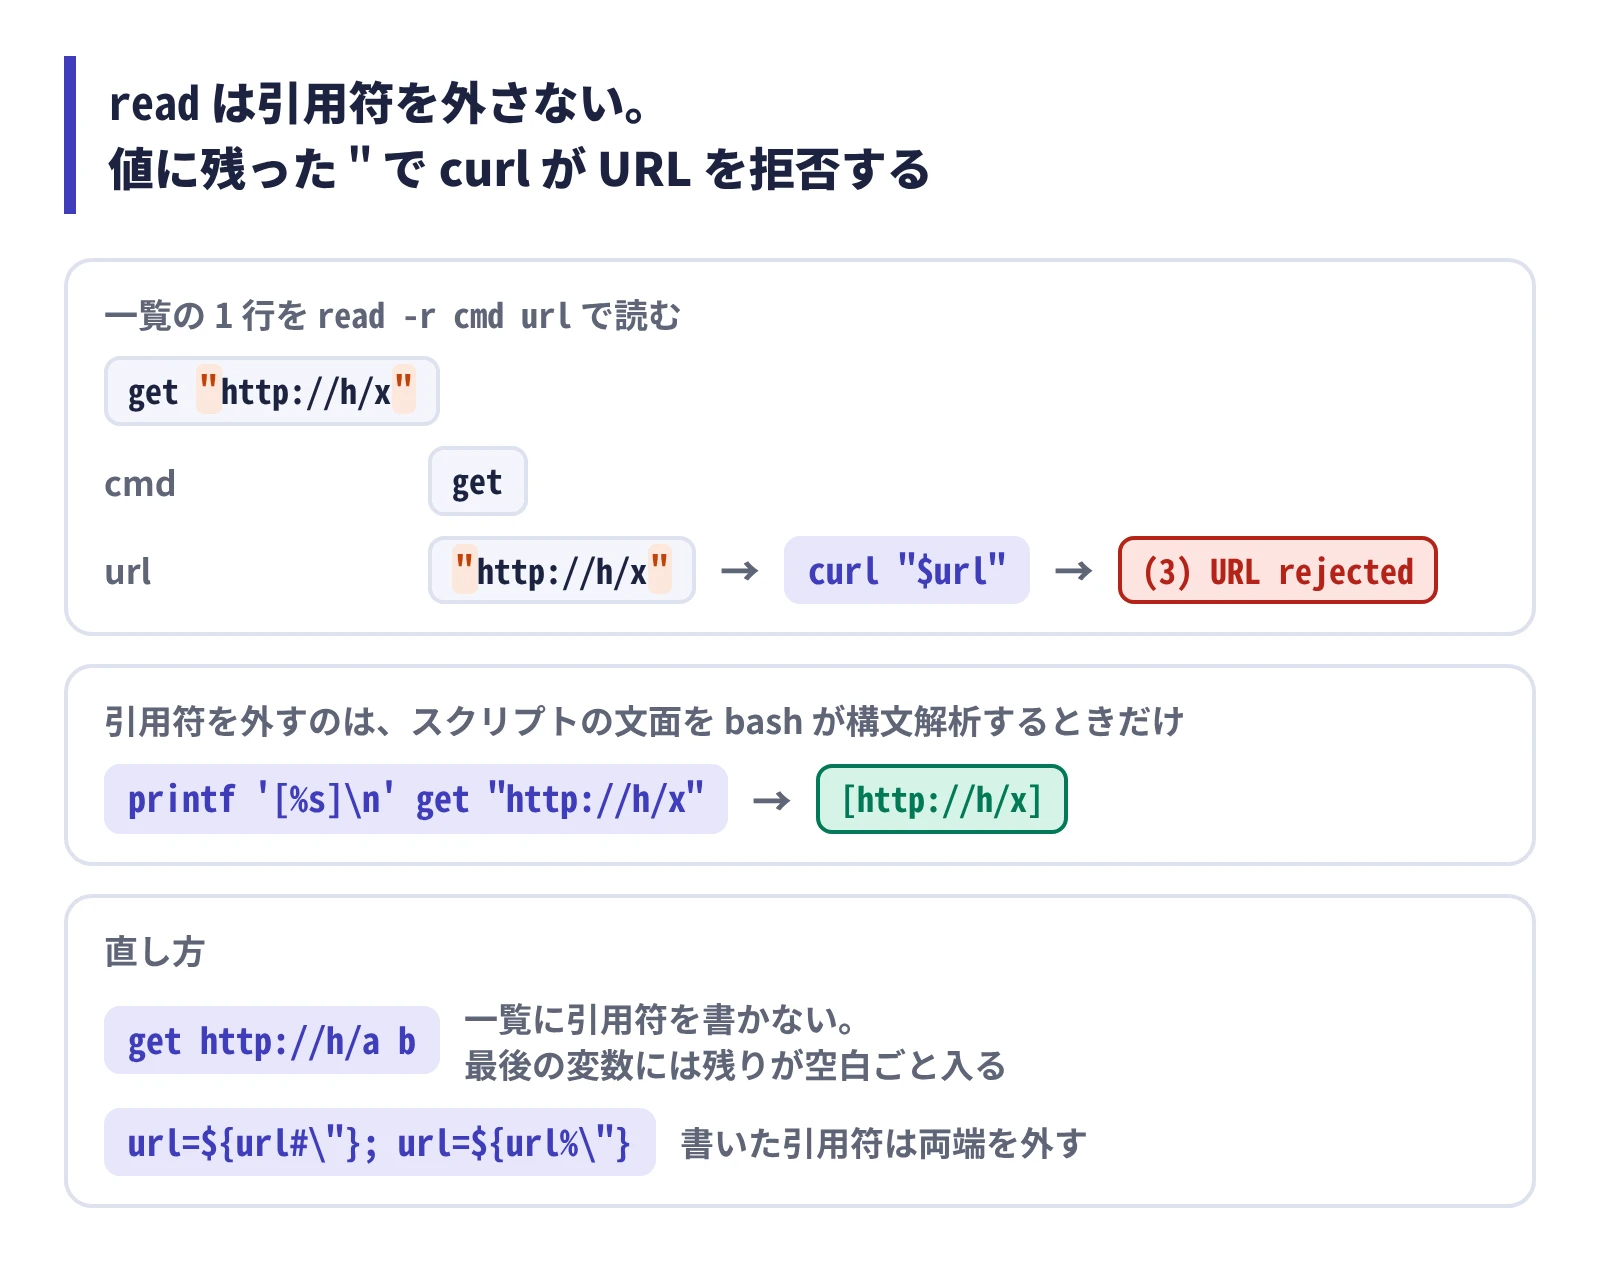 read は引用符を外さない。
値に残った " で curl が URL を拒否する
一覧の 1 行を read -r cmd url で読む
get "http://h/x"
cmd get
url "http://h/x" → curl "$url" → (3) URL rejected
引用符を外すのは、スクリプトの文面を bash が構文解析するときだけ
printf '[%s]\n' get "http://h/x" → [http://h/x]
直し方
get http://h/a b 一覧に引用符を書かない。
最後の変数には残りが空白ごと入る
url=${url#\"}; url=${url%\"} 書いた引用符は両端を外す